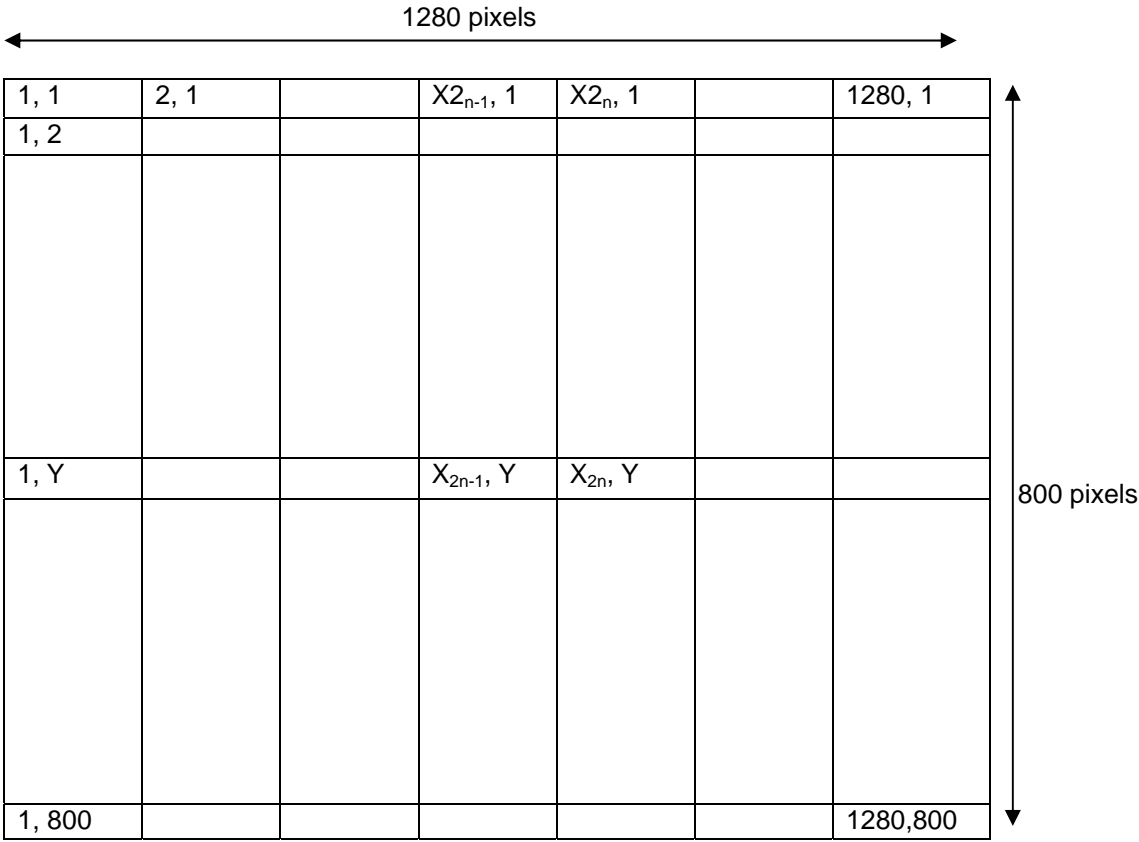 1280 pixels
1, 1 2, 1 X2ₙ₋₁, 1 X2ₙ, 1 1280, 1
1, 2
1, Y X₂ₙ₋₁, Y X₂ₙ, Y
800 pixels
1, 800 1280,800